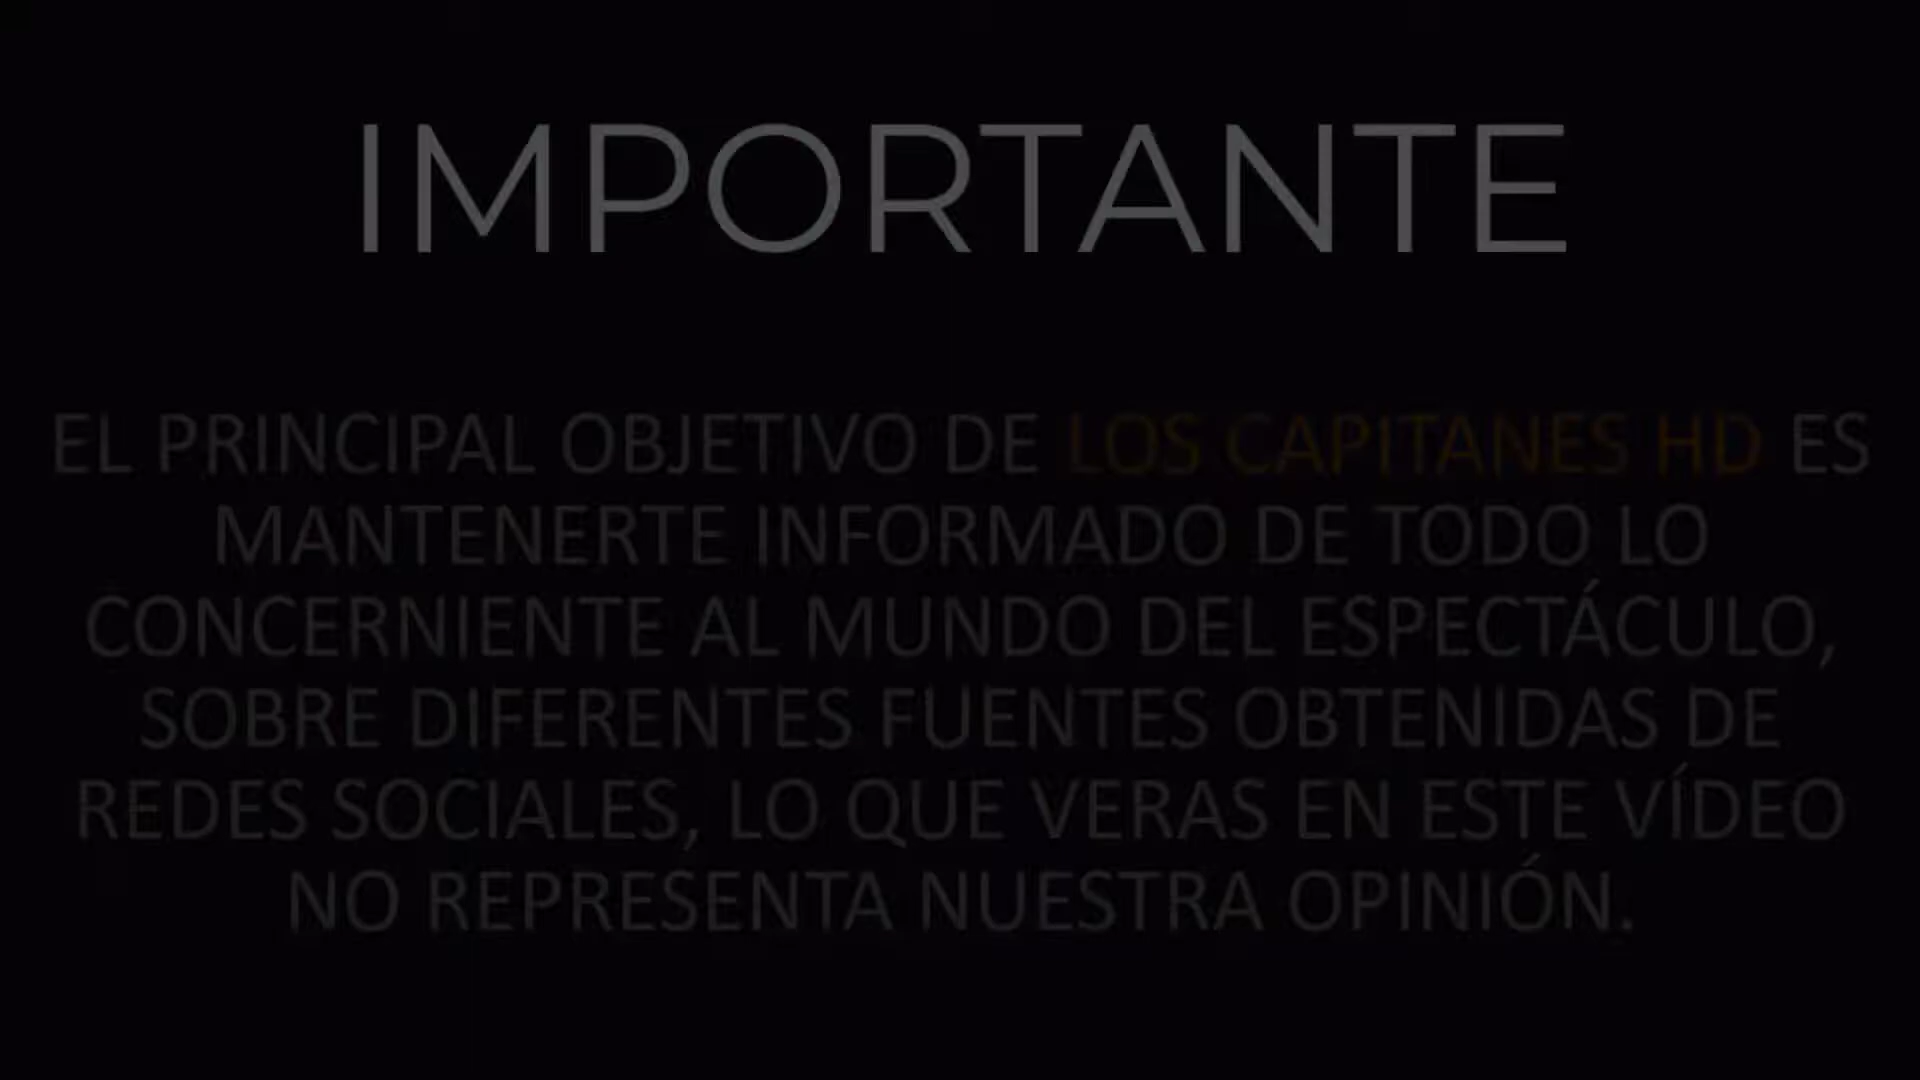 IMPORTANTE
EL PRINCIPAL OBJETIVO DE LOS CAPITANES HD ES
MANTENERTE INFORMADO DE TODO LO
CONCERNIENTE AL MUNDO DEL ESPECTÁCULO,
SOBRE DIFERENTES FUENTES OBTENIDAS DE
REDES SOCIALES, LO QUE VERAS EN ESTE VÍDEO
NO REPRESENTA NUESTRA OPINIÓN.